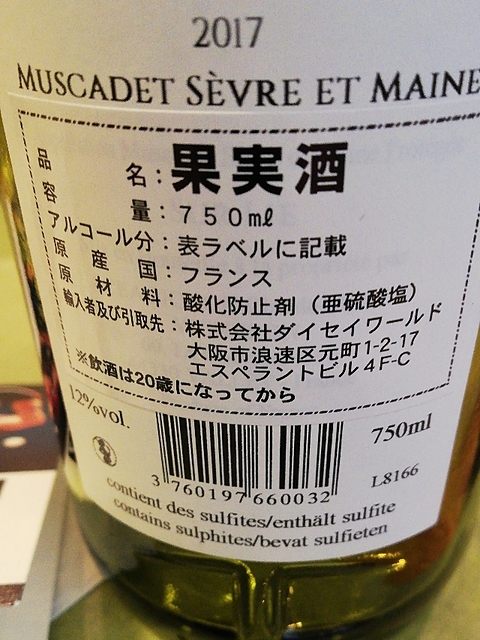 2017
MUSCADET SÈVRE ET MAINE
品名：果実酒
容量：７５０㎖
アルコール分：表ラベルに記載
原産国：フランス
原材料：酸化防止剤（亜硫酸塩）
輸入者及び引取先：株式会社ダイセイワールド
大阪市浪速区元町1-2-17
エスペラントビル４F-C
※飲酒は20歳になってから
12%vol.
750ml
3 760197 660032
L8166
contient des sulfites/enthält sulfite
contains sulphites/bevat sulfieten